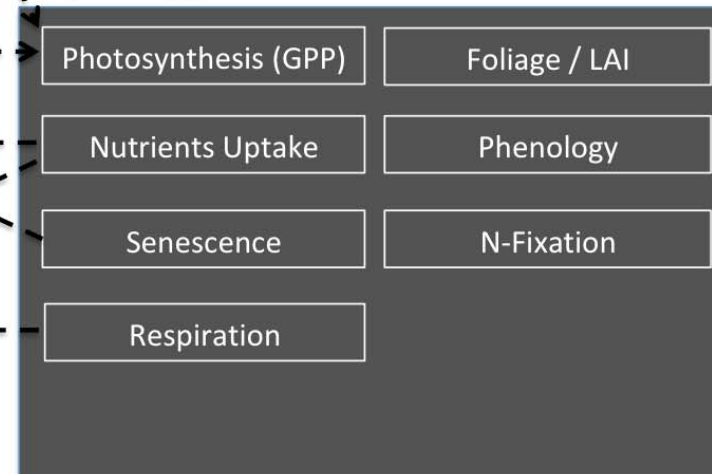 Photosynthesis (GPP)
Foliage / LAI
Nutrients Uptake
Phenology
Senescence
N-Fixation
Respiration